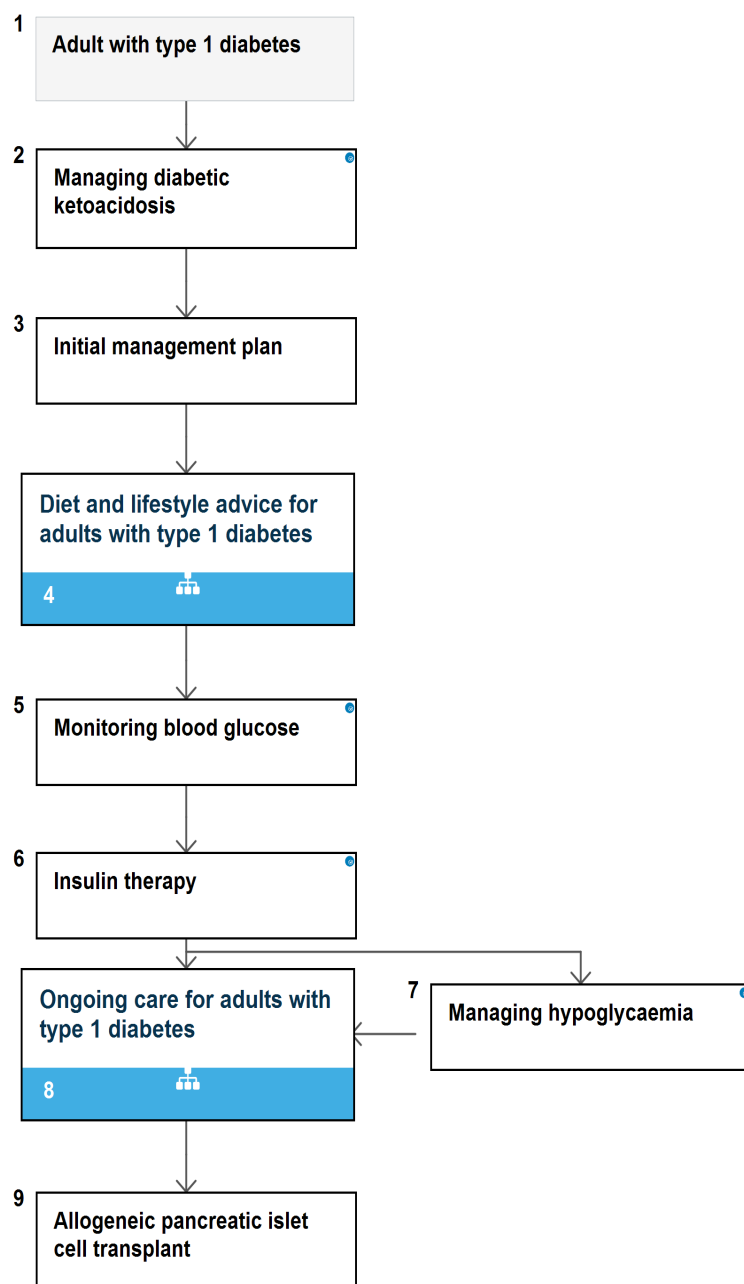 1
Adult with type 1 diabetes
2
Managing diabetic
ketoacidosis
3
Initial management plan
Diet and lifestyle advice for
adults with type 1 diabetes
4
5
Monitoring blood glucose
6
Insulin therapy
7
Managing hypoglycaemia
Ongoing care for adults with
type 1 diabetes
8
9
Allogeneic pancreatic islet
cell transplant